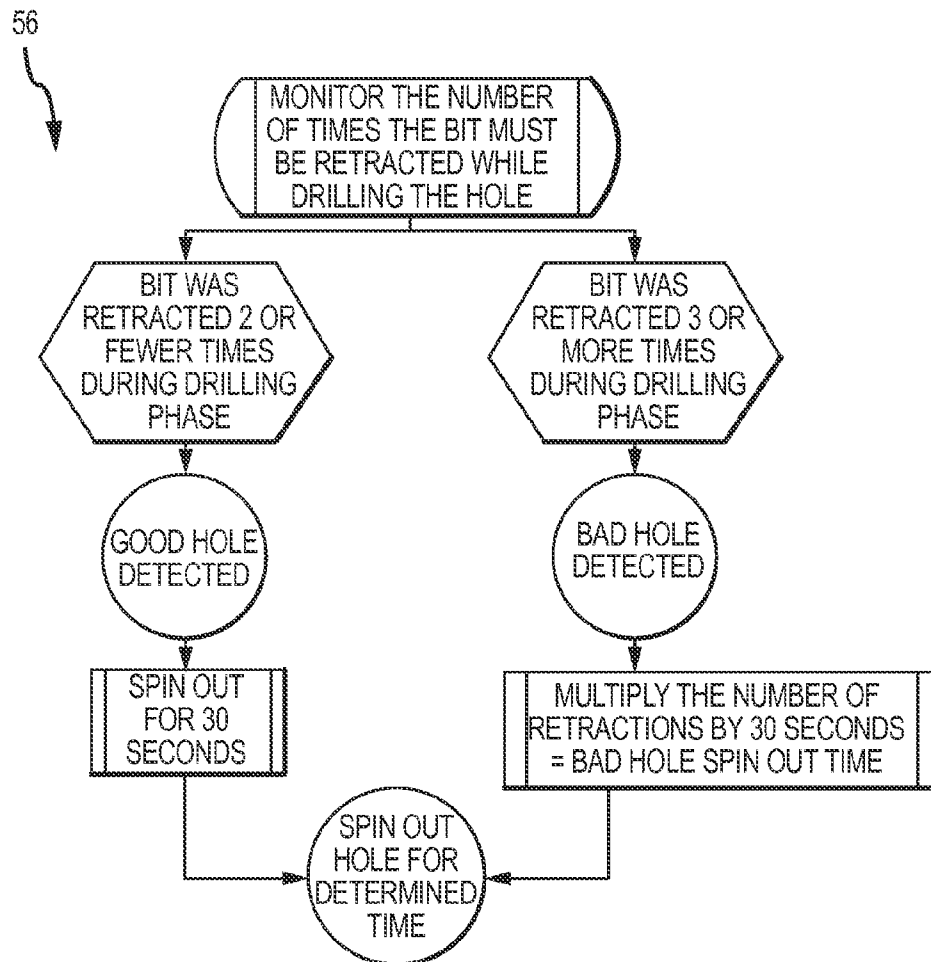 56
MONITOR THE NUMBER
OF TIMES THE BIT MUST
BE RETRACTED WHILE
DRILLING THE HOLE
BIT WAS
RETRACTED 2 OR
FEWER TIMES
DURING DRILLING
PHASE
BIT WAS
RETRACTED 3 OR
MORE TIMES
DURING DRILLING
PHASE
GOOD HOLE
DETECTED
BAD HOLE
DETECTED
SPIN OUT
FOR 30
SECONDS
MULTIPLY THE NUMBER OF
RETRACTIONS BY 30 SECONDS
= BAD HOLE SPIN OUT TIME
SPIN OUT
HOLE FOR
DETERMINED
TIME